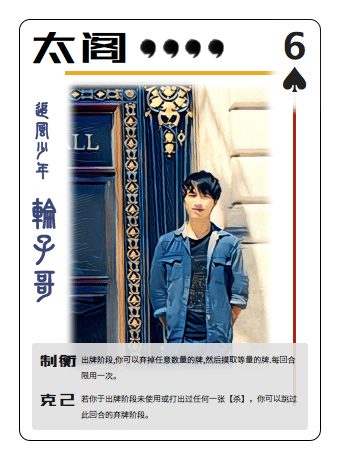 太阁
6
追风少年
輪子哥
ALL
制衡 出牌阶段,你可以弃掉任意数量的牌,然后摸取等量的牌.每回合
限用一次。
克己 若你于出牌阶段未使用或打出过任何一张【杀】，你可以跳过
此回合的弃牌阶段。